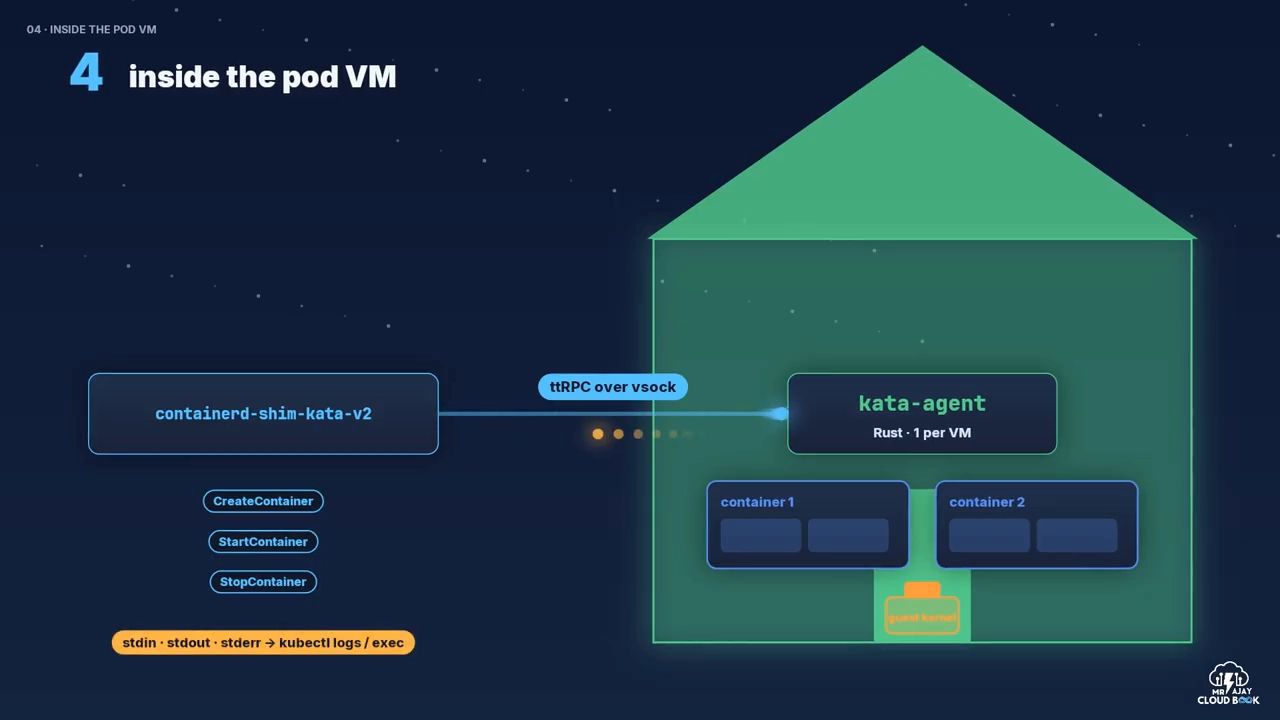 04 · INSIDE THE POD VM
4 inside the pod VM
ttRPC over vsock
containerd-shim-kata-v2
kata-agent
Rust · 1 per VM
CreateContainer
StartContainer
StopContainer
stdin · stdout · stderr → kubectl logs / exec
container 1
container 2
guest kernel
MR AJAY
CLOUD BOOK